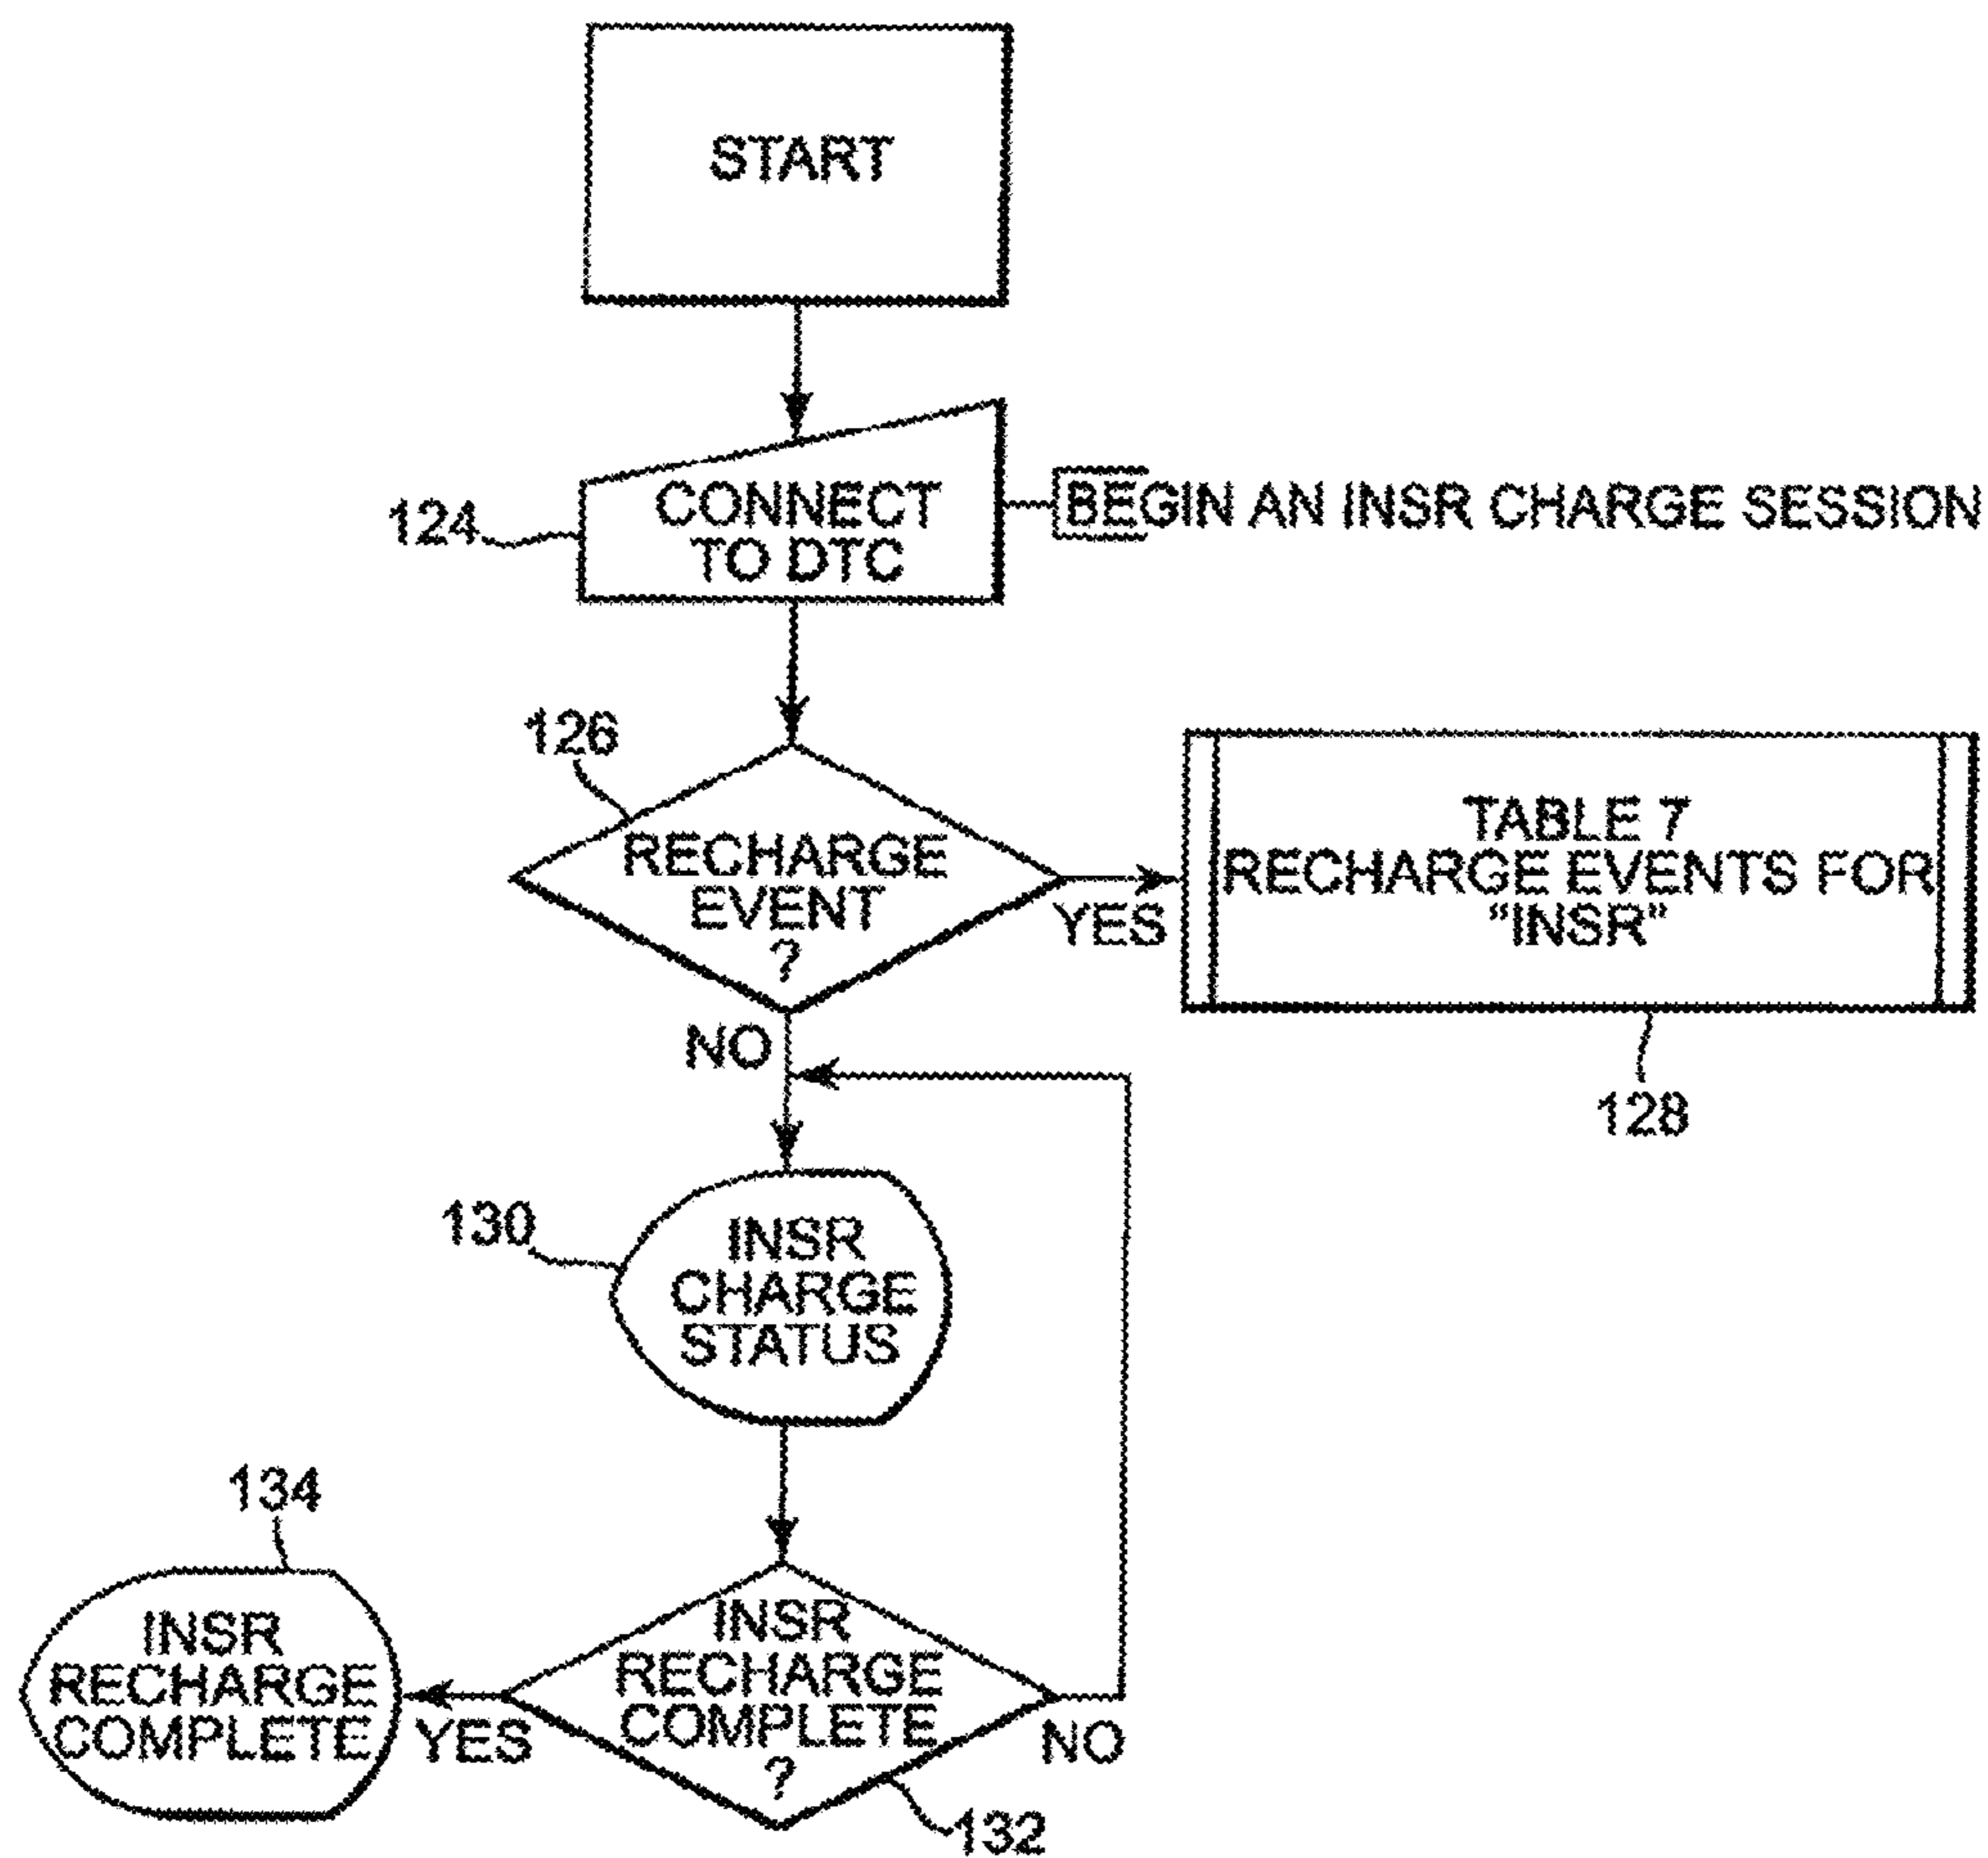 START
124
CONNECT
TO DTC
BEGIN AN INSR CHARGE SESSION
126
RECHARGE
EVENT
?
YES
TABLE 7
RECHARGE EVENTS FOR
“INSR”
128
NO
130
INSR
CHARGE
STATUS
134
INSR
RECHARGE
COMPLETE
YES
INSR
RECHARGE
COMPLETE
?
NO
132